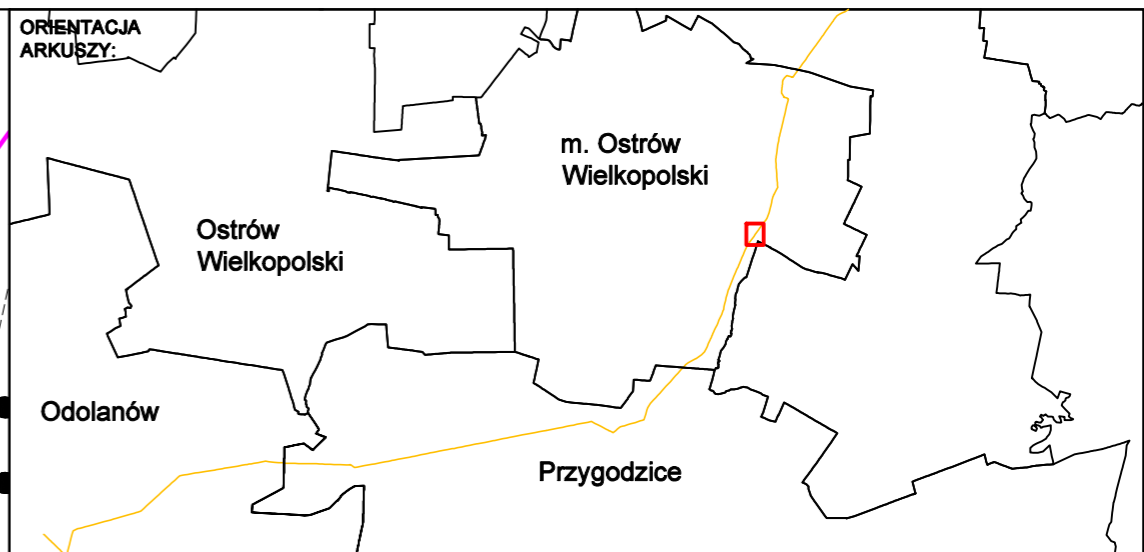 ORIENTACJA
ARKUSZY:
m. Ostrów
Wielkopolski
Ostrów
Wielkopolski
Odolanów
Przygodzice